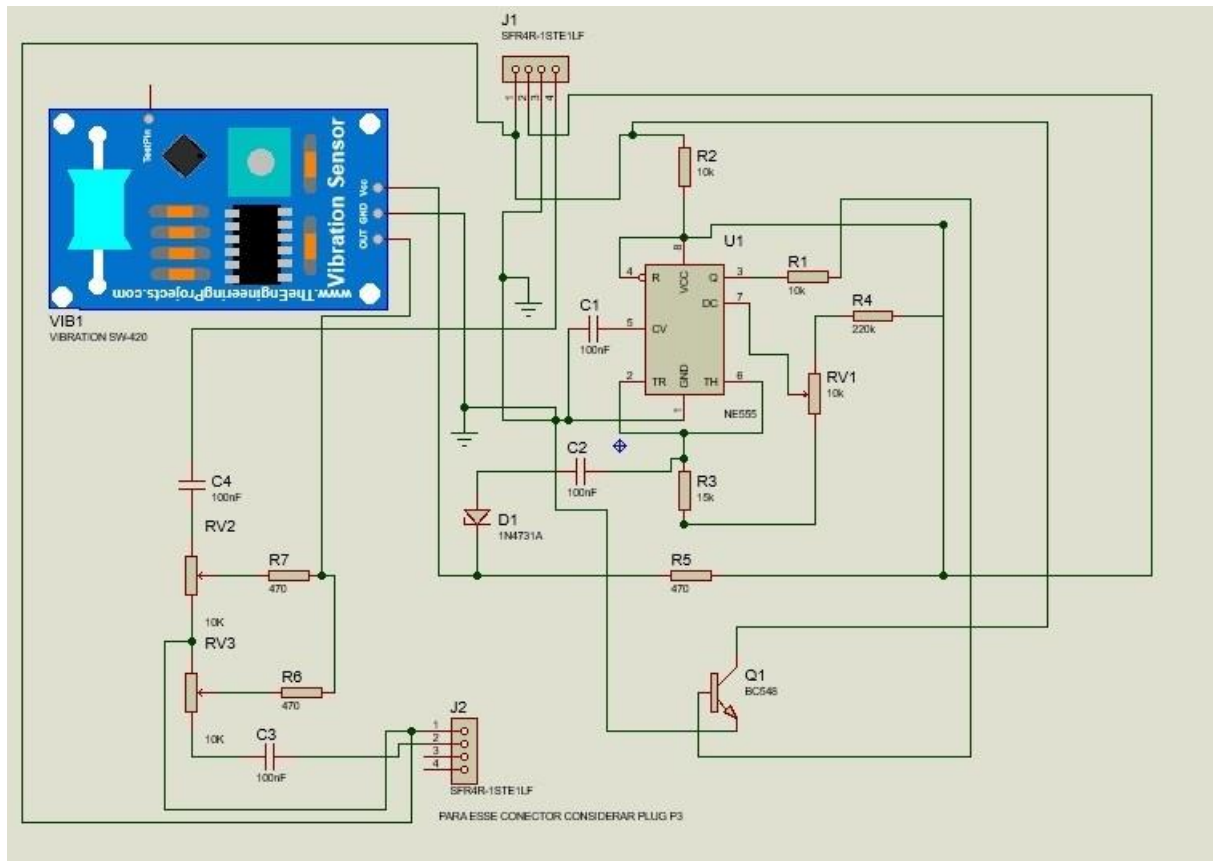 J1
SFR4R-1STE1LF
1 2 3 4
TestPin
Vibration Sensor
Vcc
GND
OUT
www.TheEngineeringProjects.com
VIB1
VIBRATION SW-420
R2
10k
U1
8
4
R
VCC
Q
3
R1
10k
DC
7
R4
220k
C1
100nF
5
CV
RV1
10k
2
TR
GND
TH
6
1
NE555
C2
100nF
R3
15k
C4
100nF
D1
1N4731A
RV2
R7
470
R5
470
10K
RV3
R6
470
Q1
BC548
10K
C3
100nF
J2
1
2
3
4
SFR4R-1STE1LF
PARA ESSE CONECTOR CONSIDERAR PLUG P3